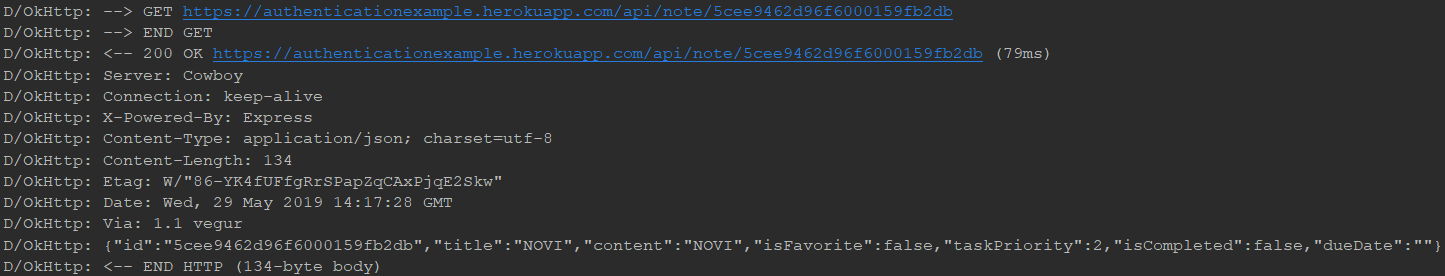 D/OkHttp: --> GET https://authenticationexample.herokuapp.com/api/note/5cee9462d96f6000159fb2db
D/OkHttp: --> END GET
D/OkHttp: <-- 200 OK https://authenticationexample.herokuapp.com/api/note/5cee9462d96f6000159fb2db (79ms)
D/OkHttp: Server: Cowboy
D/OkHttp: Connection: keep-alive
D/OkHttp: X-Powered-By: Express
D/OkHttp: Content-Type: application/json; charset=utf-8
D/OkHttp: Content-Length: 134
D/OkHttp: Etag: W/"86-YK4fUFfgRrSPapZqCAxPjqE2Skw"
D/OkHttp: Date: Wed, 29 May 2019 14:17:28 GMT
D/OkHttp: Via: 1.1 vegur
D/OkHttp: {"id":"5cee9462d96f6000159fb2db","title":"NOVI","content":"NOVI","isFavorite":false,"taskPriority":2,"isCompleted":false,"dueDate":""}
D/OkHttp: <-- END HTTP (134-byte body)